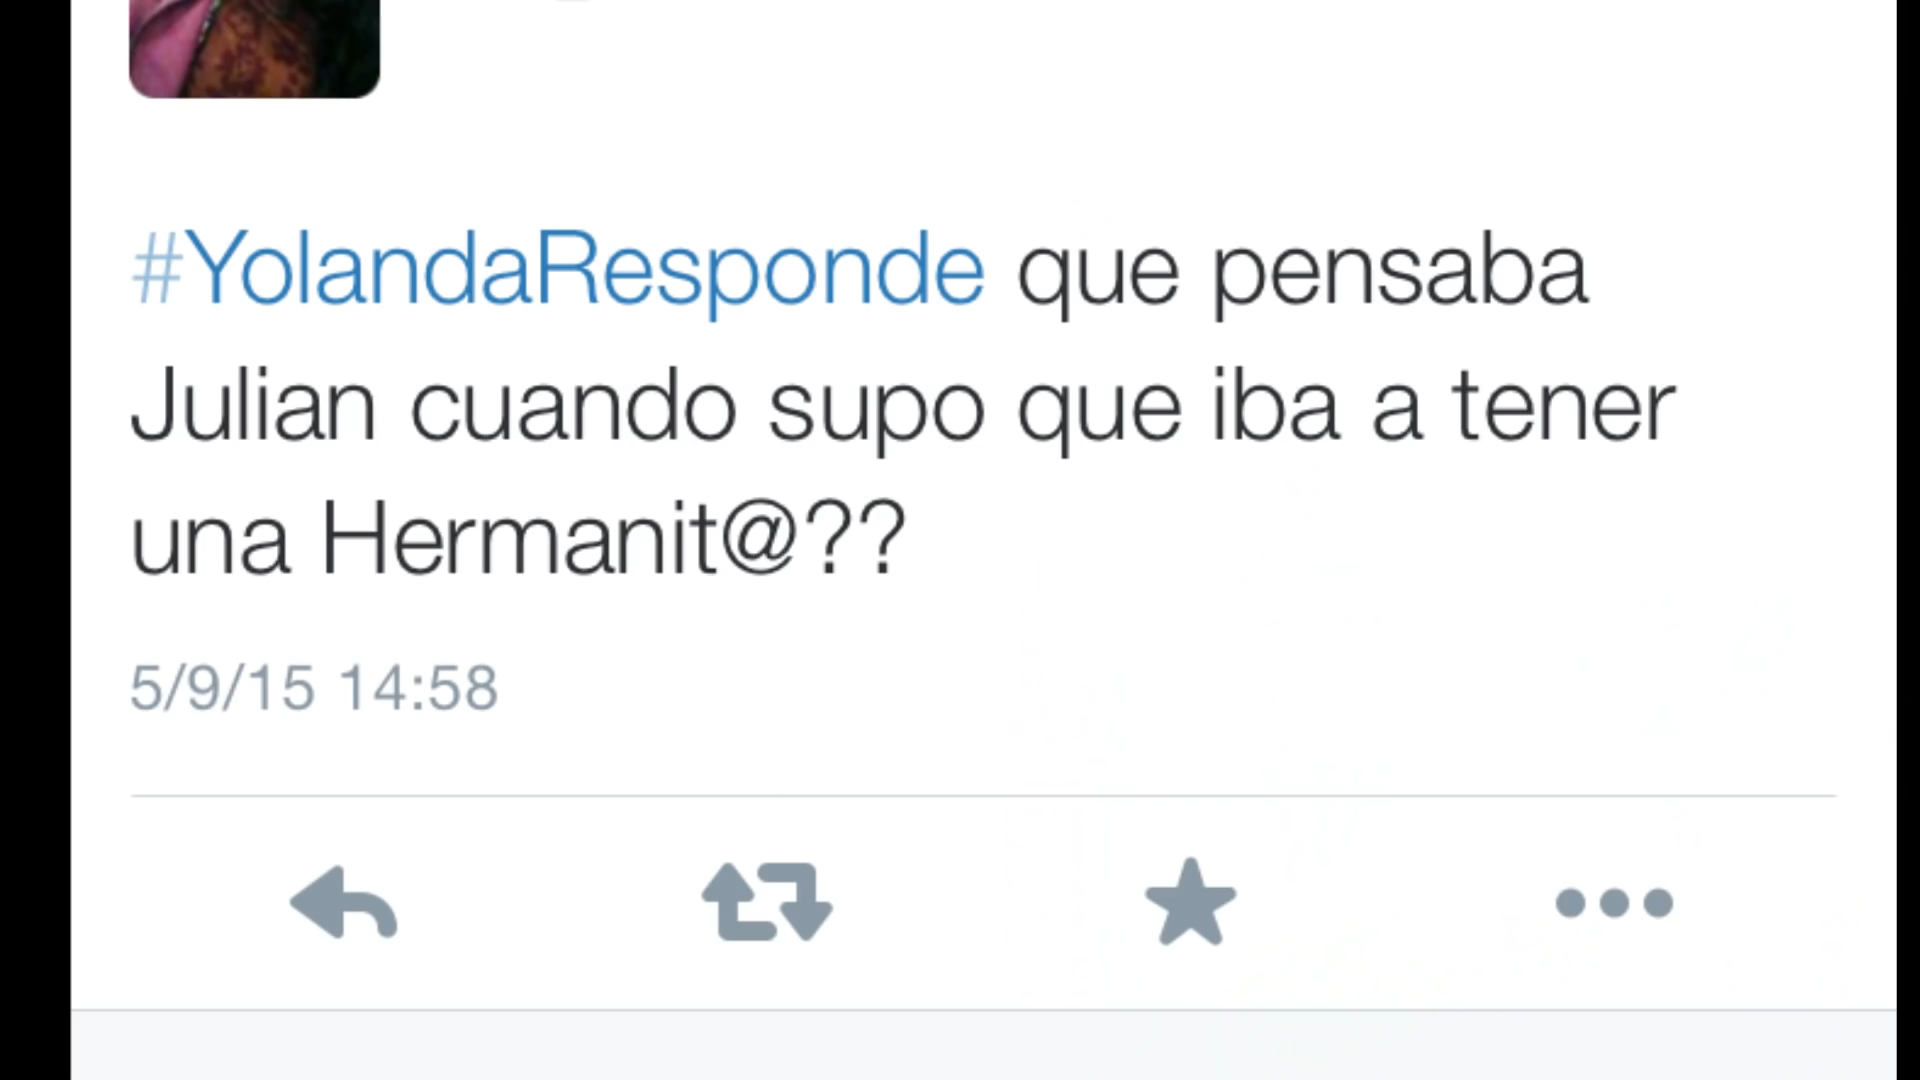 #YolandaResponde que pensaba
Julian cuando supo que iba a tener
una Hermanit@??
5/9/15 14:58